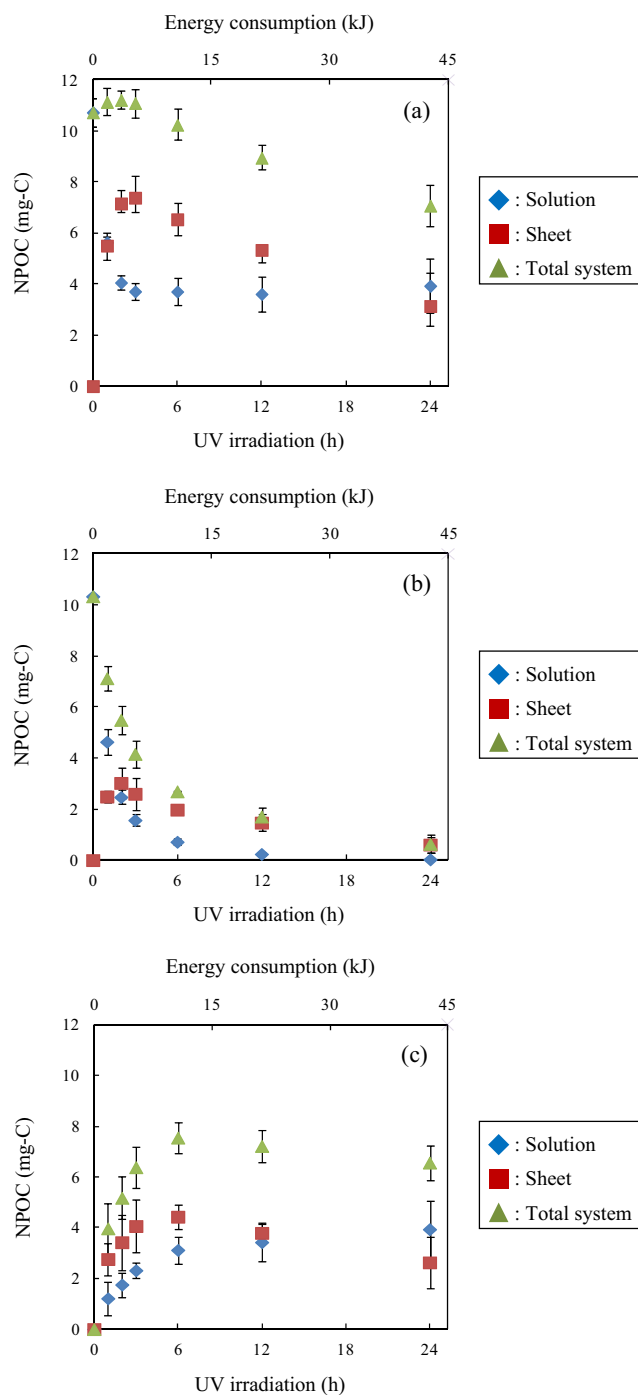 Energy consumption (kJ)
0 15 30 45
12
10
8
6
4
2
0
NPOC (mg-C)
(a)
0 6 12 18 24
UV irradiation (h)
: Solution
: Sheet
: Total system
Energy consumption (kJ)
0 15 30 45
12
10
8
6
4
2
0
NPOC (mg-C)
(b)
0 6 12 18 24
UV irradiation (h)
: Solution
: Sheet
: Total system
Energy consumption (kJ)
0 15 30 45
12
10
8
6
4
2
0
NPOC (mg-C)
(c)
0 6 12 18 24
UV irradiation (h)
: Solution
: Sheet
: Total system